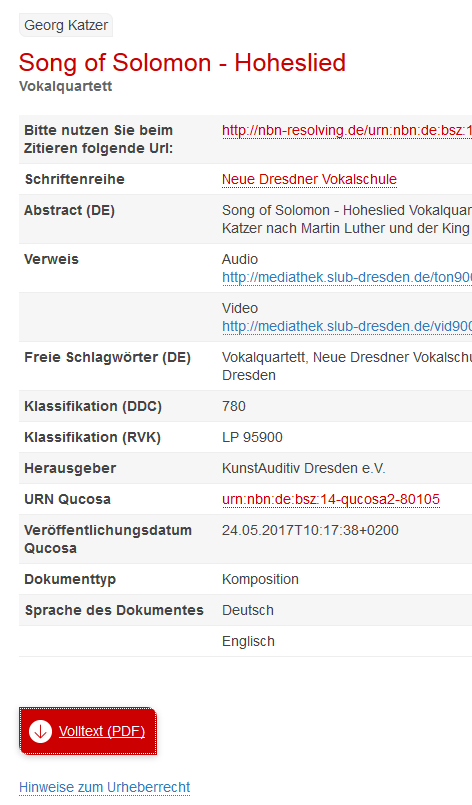 Georg Katzer
Song of Solomon - Hoheslied
Vokalquartett
Bitte nutzen Sie beim
Zitieren folgende Url:
http://nbn-resolving.de/urn:nbn:de:bsz:1
Schriftenreihe
Neue Dresdner Vokalschule
Abstract (DE)
Song of Solomon - Hoheslied
Katzer nach Martin Luther und der King
Verweis
Audio
http://mediathek.slub-dresden.de/ton900
Video
http://mediathek.slub-dresden.de/vid900
Freie Schlagwörter (DE)
Vokalquartett, Neue Dresdner
Dresden
Klassifikation (DDC)
780
Klassifikation (RVK)
LP 95900
Herausgeber
KunstAuditiv Dresden e.V.
URN Qucosa
urn:nbn:de:bsz:14-qucosa2-80105
Veröffentlichungsdatum
Qucosa
24.05.2017T10:17:38+0200
Dokumenttyp
Komposition
Sprache des Dokumentes
Deutsch
Englisch
Volltext (PDF)
Hinweise zum Urheberrecht